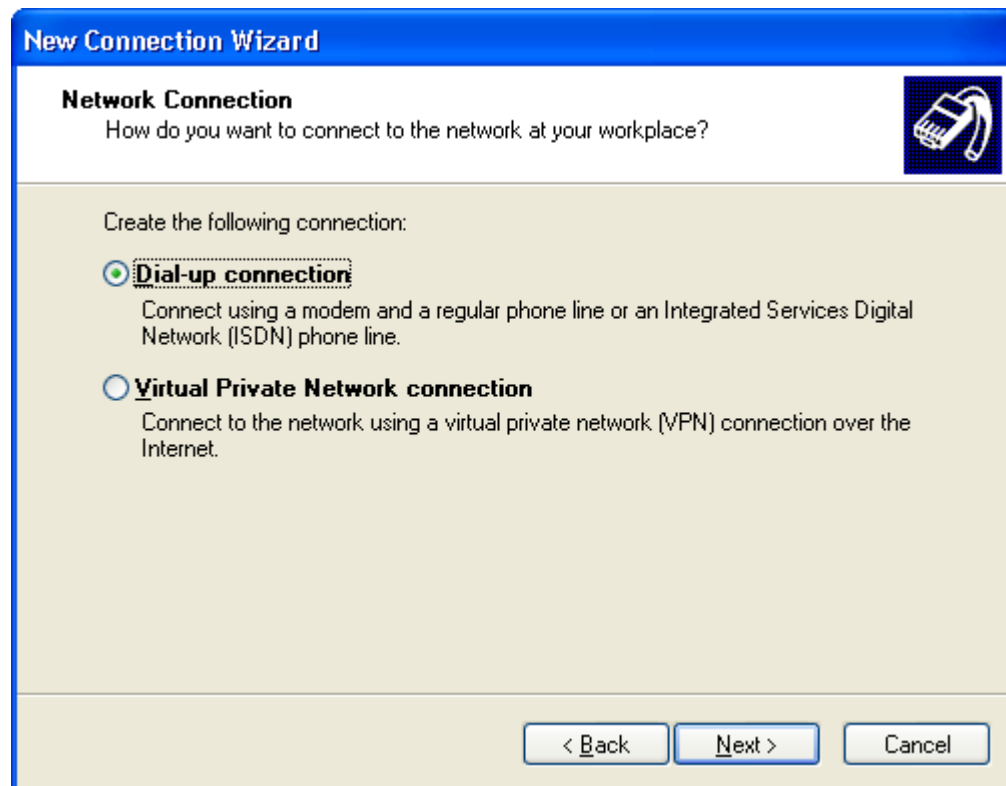 New Connection Wizard
Network Connection
How do you want to connect to the network at your workplace?
Create the following connection:
Dial-up connection
Connect using a modem and a regular phone line or an Integrated Services Digital
Network (ISDN) phone line.
Virtual Private Network connection
Connect to the network using a virtual private network (VPN) connection over the
Internet.
< Back
Next >
Cancel